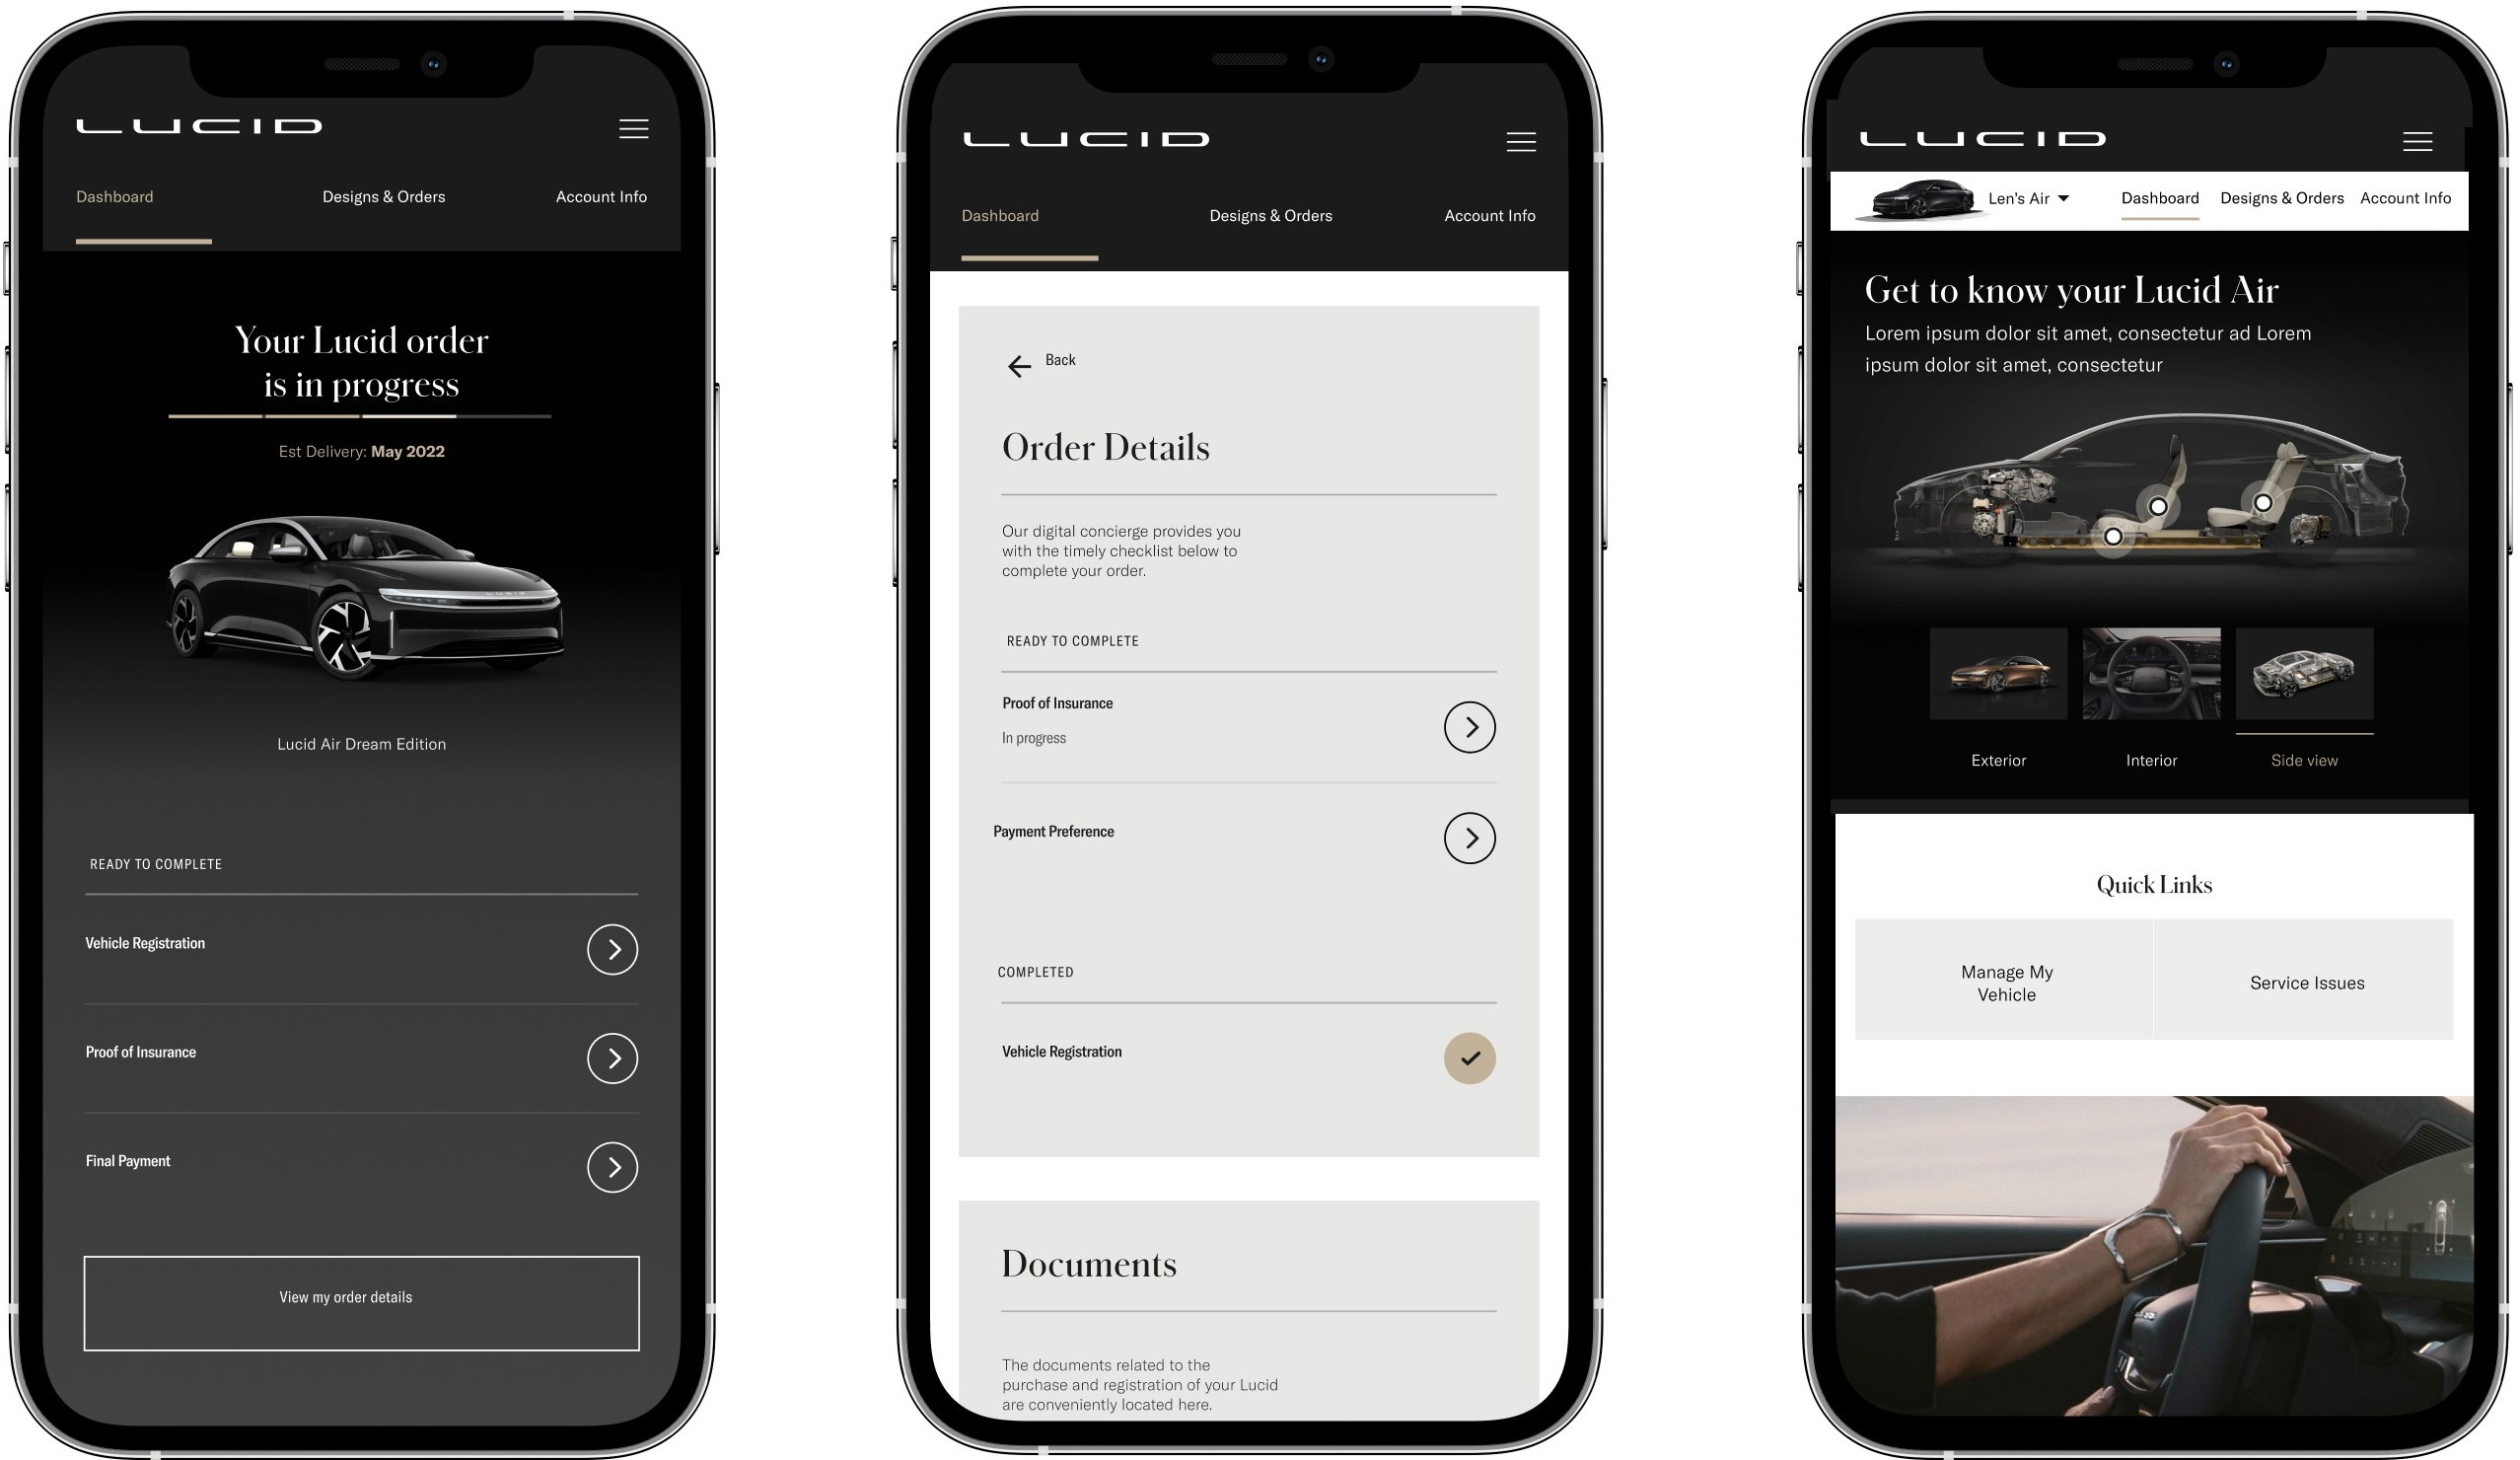 LUCID
Dashboard Designs & Orders Account Info
Your Lucid order
is in progress
Est Delivery: May 2022
LUCID
Lucid Air Dream Edition
READY TO COMPLETE
Vehicle Registration
Proof of Insurance
Final Payment
View my order details
LUCID
Dashboard Designs & Orders Account Info
Back
Order Details
Our digital concierge provides you
with the timely checklist below to
complete your order.
READY TO COMPLETE
Proof of Insurance
In progress
Payment Preference
COMPLETED
Vehicle Registration
Documents
The documents related to the
purchase and registration of your Lucid
are conveniently located here.
LUCID
Len's Air Dashboard Designs & Orders Account Info
Get to know your Lucid Air
Lorem ipsum dolor sit amet, consectetur ad Lorem
ipsum dolor sit amet, consectetur
Exterior Interior Side view
Quick Links
Manage My
Vehicle
Service Issues